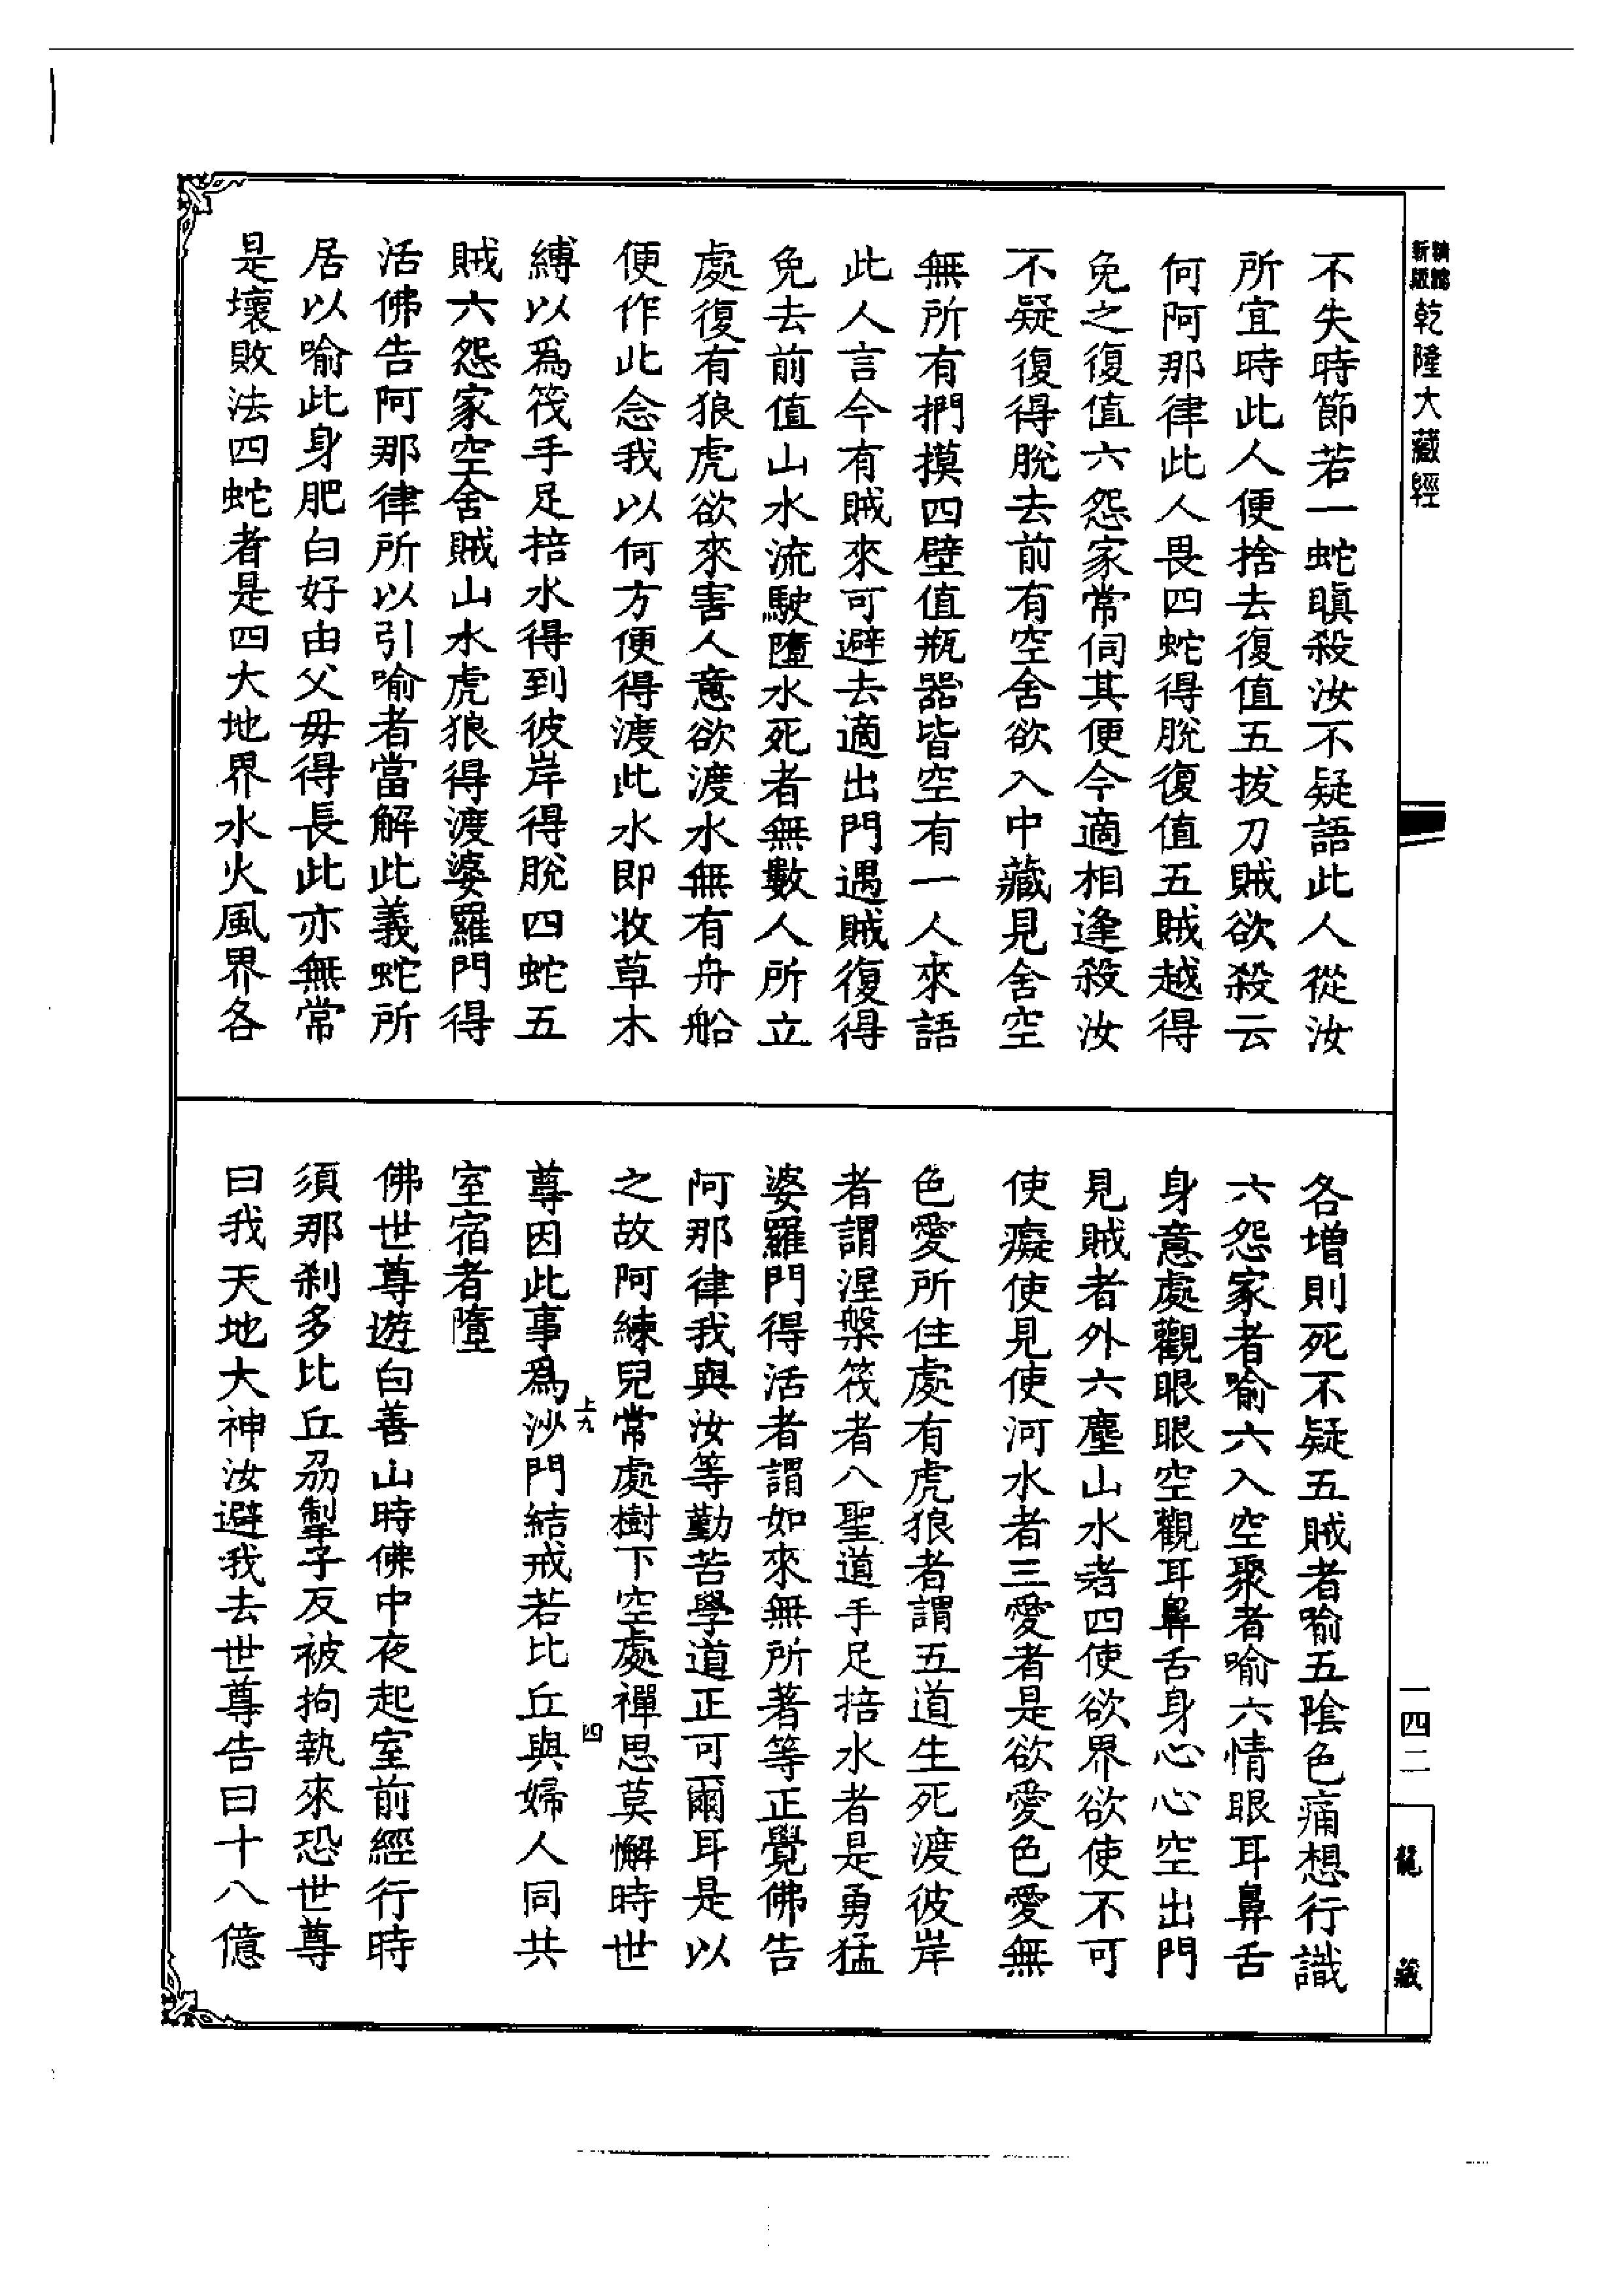 新版精縮乾隆大藏經
不失時節若一蛇瞋殺汝不疑語此人從汝
所宜時此人便捨去復值五拔刀賊欲殺云
何阿那律此人畏四蛇得脫復值五賊越得
免之復值六怨家常伺其便今適相逢殺汝
不疑復得脫去前有空舍欲入中藏見舍空
無所有捫摸四壁值瓶器皆空有一人來語
此人言今有賊來可避去適出門遇賊復得
免去前值山水流駛墮水死者無數人所立
處復有狼虎欲來害人意欲渡水無有舟船
便作此念我以何方便得渡此水即收草木
縛以爲筏手足掊水得到彼岸得脫四蛇五
賊六怨家空舍賊山水虎狼得渡婆羅門得
活佛告阿那律所以引喻者當解此義蛇所
居以喻此身肥白好由父毋得長此亦無常
是壞敗法四蛇者是四大地界水火風界各
各增則死不疑五賊者喻五陰色痛想行識
六怨家者喻六入空聚者喻六情眼耳鼻舌
身意處觀眼眼空觀耳鼻舌身心心空出門
見賊者外六塵山水者四使欲界欲使不可
使癡使見使河水者三愛者是欲愛色愛無
色愛所住處有虎狼者謂五道生死渡彼岸
者謂涅槃筏者八聖道手足掊水者是勇猛
婆羅門得活者謂如來無所著等正覺佛告
阿那律我與汝等勤苦學道正可爾耳是以
之故阿練兒常處樹下空處禪思莫懈時世
上九
四
尊因此事爲沙門結戒若比丘與婦人同共
室宿者墮
佛世尊遊白善山時佛中夜起室前經行時
須那剎多比丘刕掣子反被拘執來恐世尊
曰我天地大神汝避我去世尊告曰十八億
一四二
龍藏